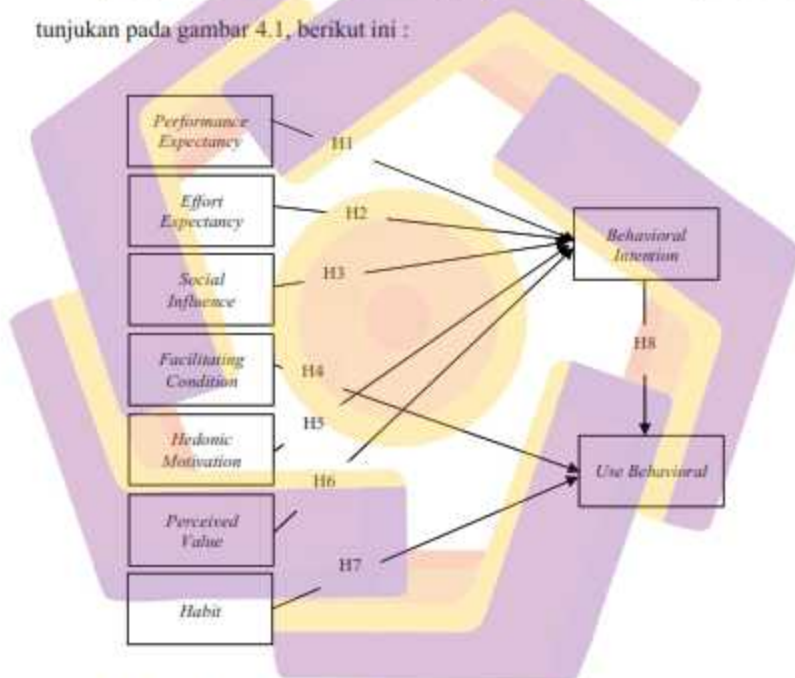 tunjukan pada gambar 4.1, berikut ini :
Performance
Expectancy
H1
Effort
Expectancy
H2
Social
Influence
H3
Facilitating
Condition
H4
Hedonic
Motivation
H5
Perceived
Value
H6
Habit
H7
Behavioral
Intention
H8
Use Behavioral